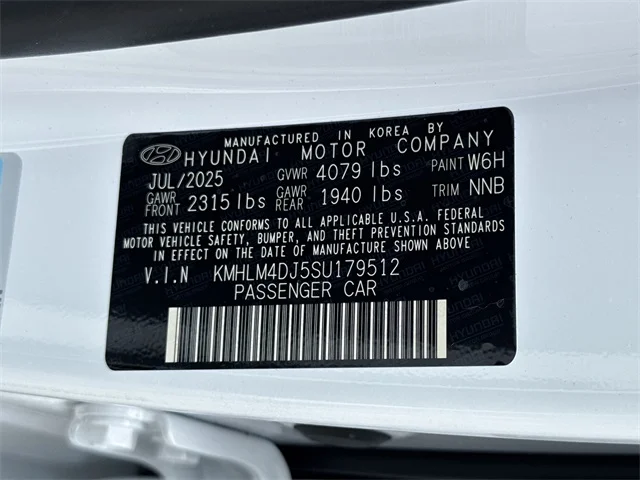 MANUFACTURED IN KOREA BY
HYUNDAI MOTOR COMPANY
JUL/2025 GVWR 4079 lbs PAINT W6H
GAWR FRONT 2315 lbs GAWR REAR 1940 lbs TRIM NNB
THIS VEHICLE CONFORMS TO ALL APPLICABLE U.S.A. FEDERAL
MOTOR VEHICLE SAFETY, BUMPER, AND THEFT PREVENTION STANDARDS
IN EFFECT ON THE DATE OF MANUFACTURE SHOWN ABOVE.
V.I.N KMHLM4DJ5SU179512
PASSENGER CAR